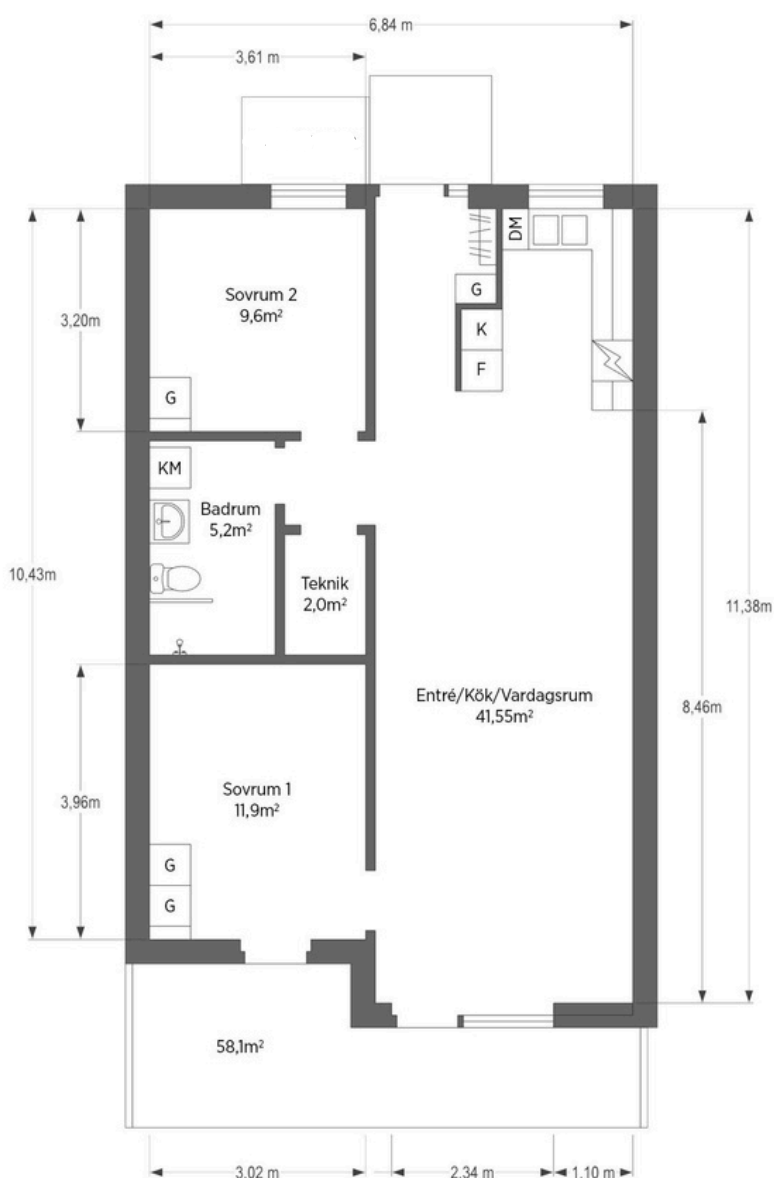 6,84 m
3,61 m
DM
G
K
F
Sovrum 2
9,6m²
3,20m
G
KM
Badrum
5,2m²
Teknik
2,0m²
10,43m
11,38m
Entré/Kök/Vardagsrum
41,55m²
8,46m
Sovrum 1
11,9m²
3,96m
G
G
58,1m²
3,02 m
2,34 m
1,10 m